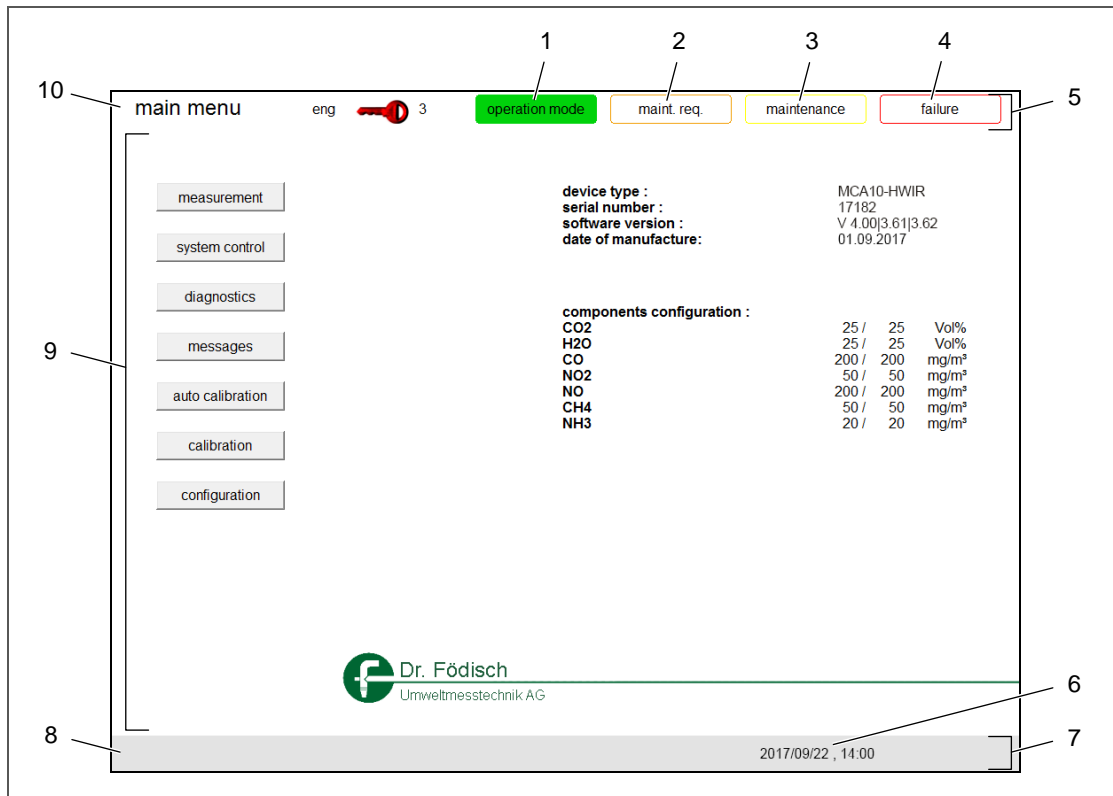 1 2 3 4
10 main menu eng 3 operation mode maint. req. maintenance failure 5
measurement
system control
diagnostics
messages
auto calibration
calibration
configuration
9
device type : MCA10-HWIR
serial number : 17182
software version : V 4.00|3.61|3.62
date of manufacture: 01.09.2017
components configuration :
CO2 25 / 25 Vol%
H2O 25 / 25 Vol%
CO 200 / 200 mg/m³
NO2 50 / 50 mg/m³
NO 200 / 200 mg/m³
CH4 50 / 50 mg/m³
NH3 20 / 20 mg/m³
Dr. Födisch
Umweltmesstechnik AG
6
8 2017/09/22 , 14:00 7